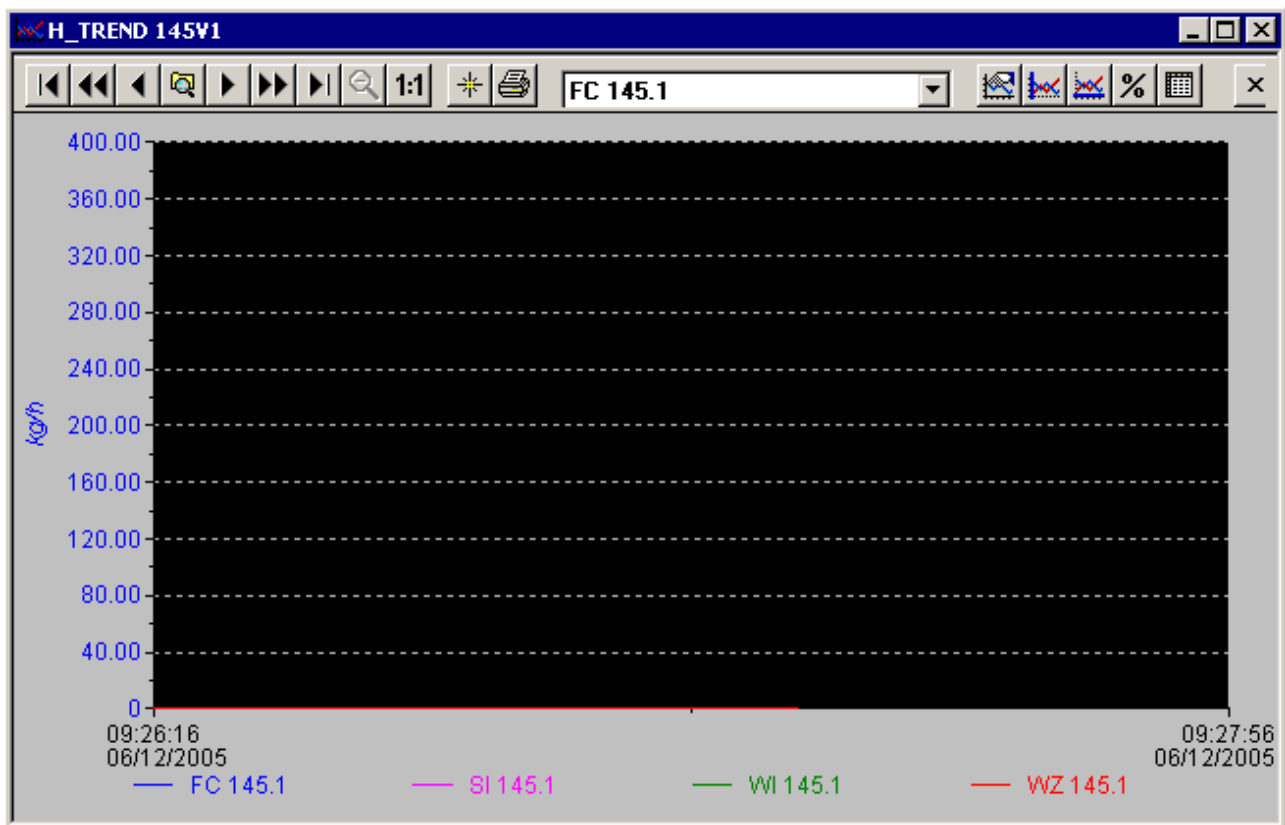 H_TREND 145V1
1:1
FC 145.1
%
400.00
360.00
320.00
280.00
240.00
kg/h
200.00
160.00
120.00
80.00
40.00
0
09:26:16
06/12/2005
09:27:56
06/12/2005
FC 145.1
SI 145.1
WI 145.1
WZ 145.1